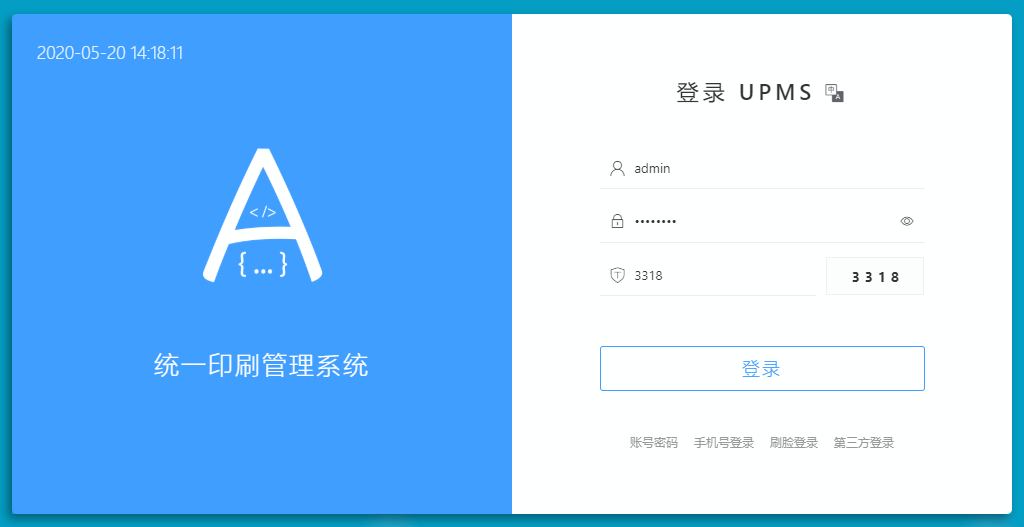 2020-05-20 14:18:11
</>
{ ... }
统一印刷管理系统
登录 UPMS 中A
admin
••••••••
3318
3318
登录
账号密码 手机号登录 刷脸登录 第三方登录